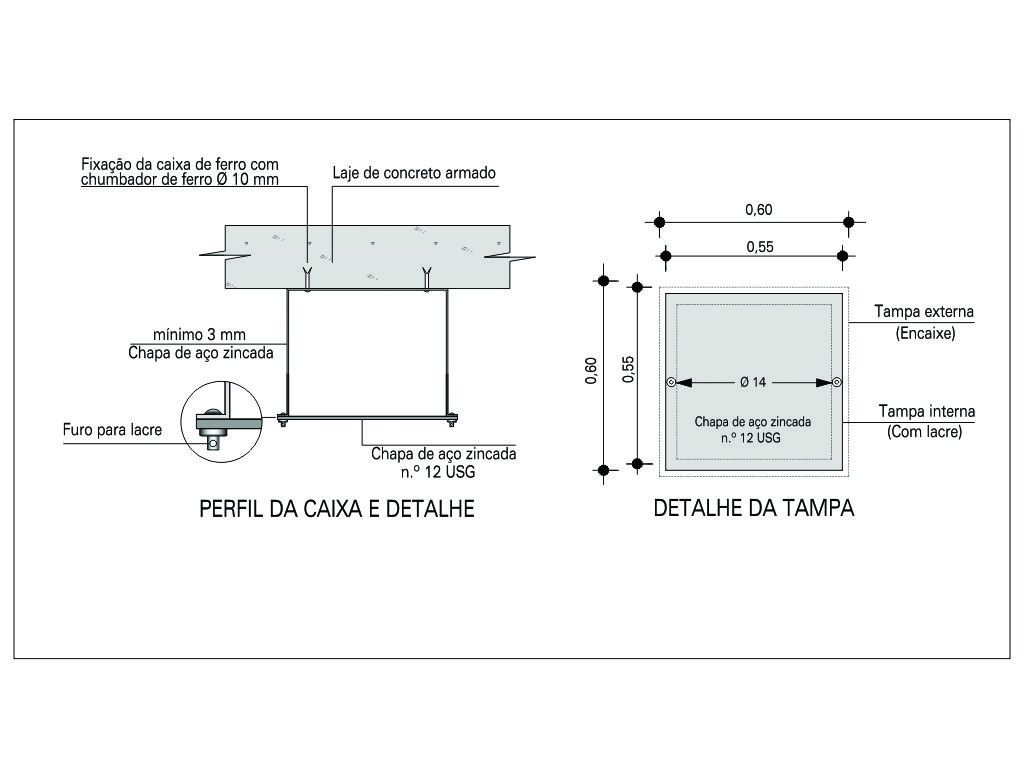 Fixação da caixa de ferro com
chumbador de ferro Ø 10 mm
Laje de concreto armado
mínimo 3 mm
Chapa de aço zincada
Furo para lacre
Chapa de aço zincada
n.º 12 USG
PERFIL DA CAIXA E DETALHE
0,60
0,55
0,60
0,55
Tampa externa
(Encaixe)
Ø 14
Chapa de aço zincada
n.º 12 USG
Tampa interna
(Com lacre)
DETALHE DA TAMPA